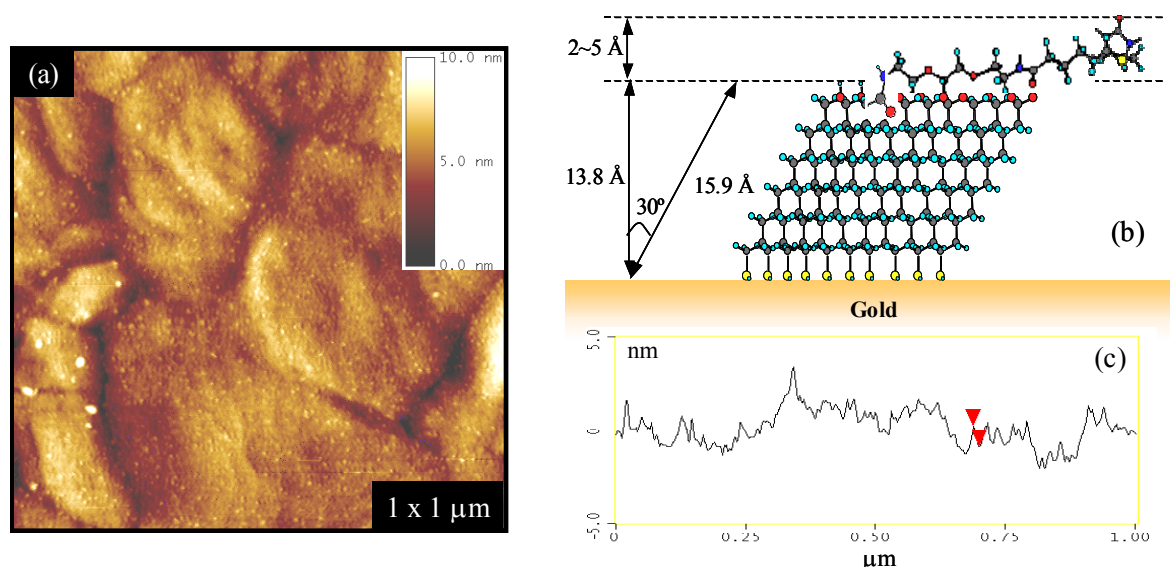 (a)
10.0 nm
5.0 nm
0.0 nm
1 x 1 µm
2~5 Å
13.8 Å
15.9 Å
30º
(b)
Gold
5.0
nm
(c)
0
-5.0
0
0.25
0.50
0.75
1.00
µm